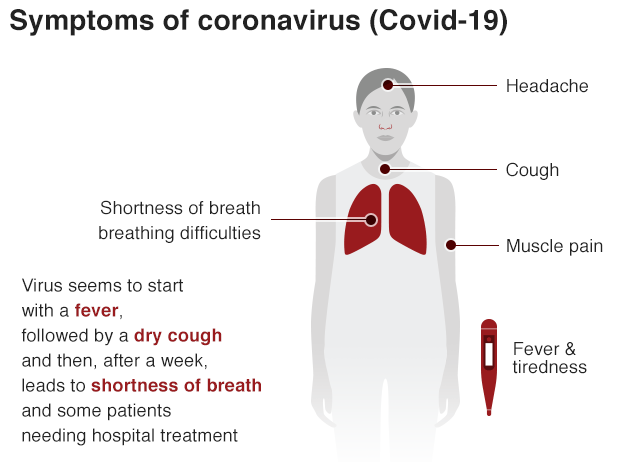 Symptoms of coronavirus (Covid-19)
Headache
Cough
Shortness of breath
breathing difficulties
Muscle pain
Virus seems to start
with a fever,
followed by a dry cough
and then, after a week,
leads to shortness of breath
and some patients
needing hospital treatment
Fever &
tiredness